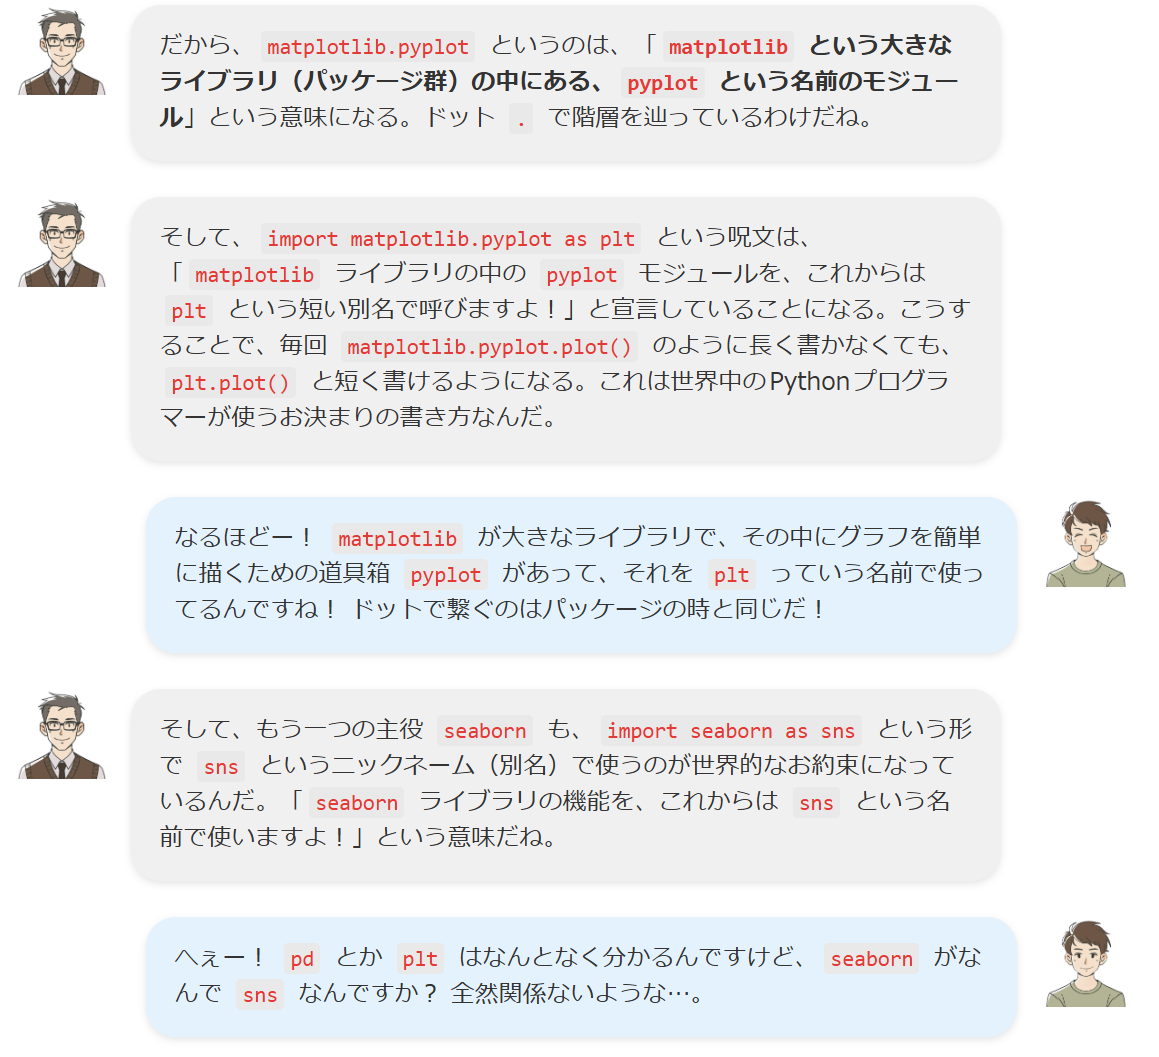 だから、 matplotlib.pyplot というのは、「 matplotlib という大きな
ライブラリ（パッケージ群）の中にある、 pyplot という名前のモジュー
ル」という意味になる。ドット . で階層を辿っているわけだね。
そして、 import matplotlib.pyplot as plt という呪文は、
「 matplotlib ライブラリの中の pyplot モジュールを、これからは
plt という短い別名で呼びますよ！」と宣言していることになる。こうす
ることで、毎回 matplotlib.pyplot.plot() のように長く書かなくても、
plt.plot() と短く書けるようになる。これは世界中のPythonプログラ
マーが使うお決まりの書き方なんだ。
なるほどー！ matplotlib が大きなライブラリで、その中にグラフを簡単
に描くための道具箱 pyplot があって、それを plt っていう名前で使っ
てるんですね！ ドットで繋ぐのはパッケージの時と同じだ！
そして、もう一つの主役 seaborn も、 import seaborn as sns という形
で sns というニックネーム（別名）で使うのが世界的なお約束になって
いるんだ。「 seaborn ライブラリの機能を、これからは sns という名
前で使いますよ！」という意味だね。
へぇー！ pd とか plt はなんとなく分かるんですけど、 seaborn がな
んで sns なんですか？ 全然関係ないような…。